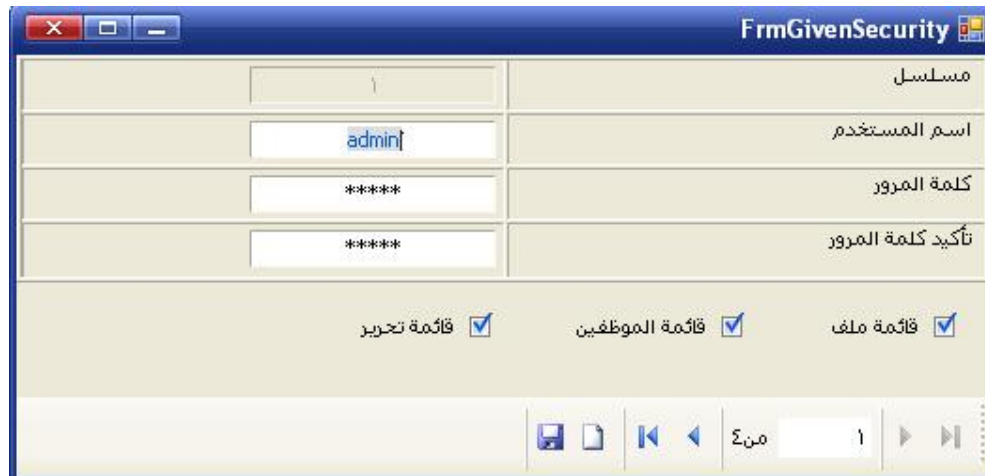 FrmGivenSecurity
مسلسل ١
اسم المستخدم admin
كلمة المرور *****
تأكيد كلمة المرور *****
قائمة ملف قائمة الموظفين قائمة تحرير
١ من٤